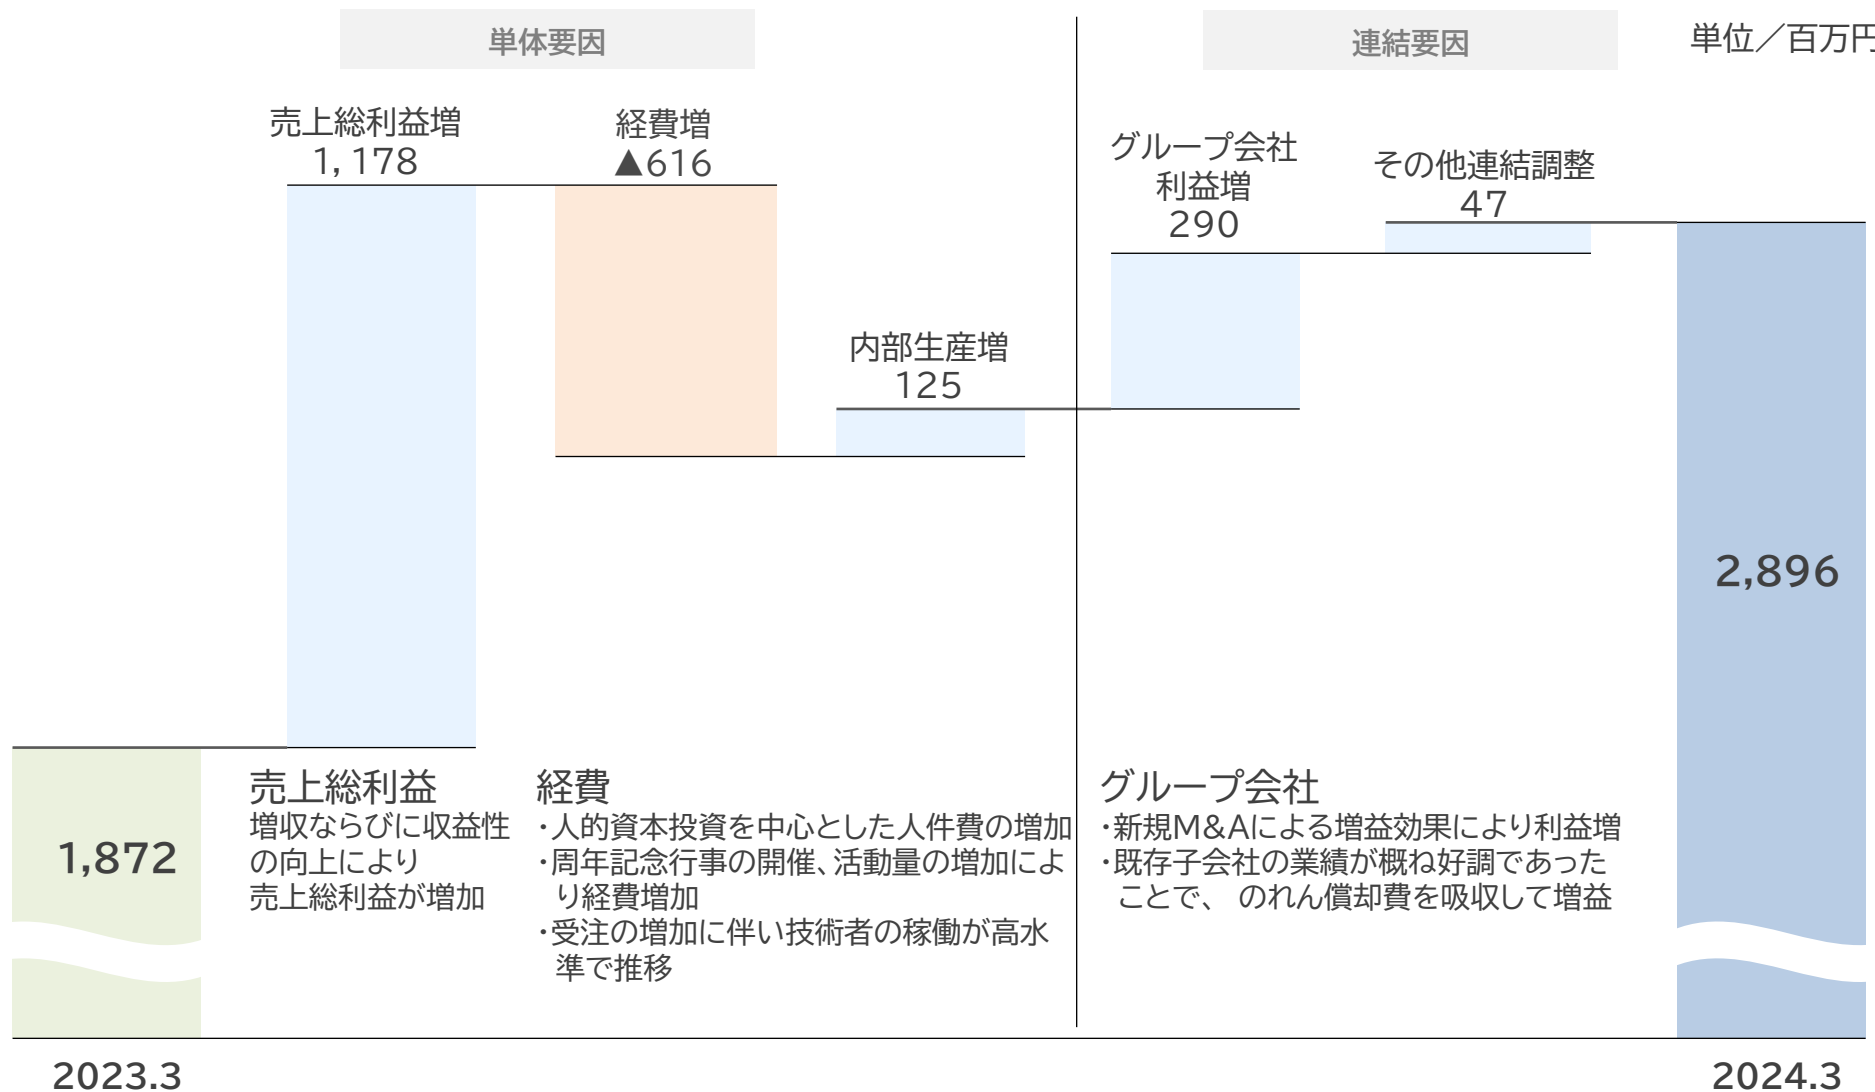 単体要因
連結要因
単位／百万円
売上総利益増
1,178
経費増
▲616
内部生産増
125
グループ会社
利益増
290
その他連結調整
47
1,872
2,896
売上総利益
増収ならびに収益性
の向上により
売上総利益が増加
経費
・人的資本投資を中心とした人件費の増加
・周年記念行事の開催、活動量の増加によ
り経費増加
・受注の増加に伴い技術者の稼働が高水
準で推移
グループ会社
・新規M&Aによる増益効果により利益増
・既存子会社の業績が概ね好調であった
ことで、 のれん償却費を吸収して増益
2023.3
2024.3